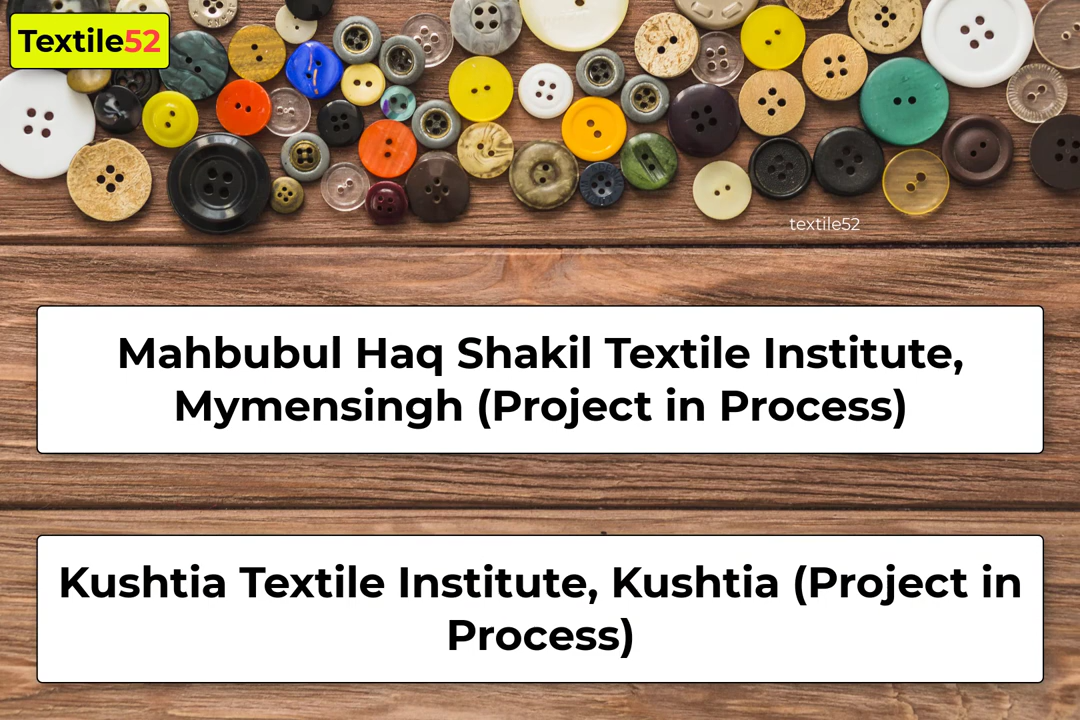 Textile52
textile52
Mahbubul Haq Shakil Textile Institute,
Mymensingh (Project in Process)
Kushtia Textile Institute, Kushtia (Project in
Process)